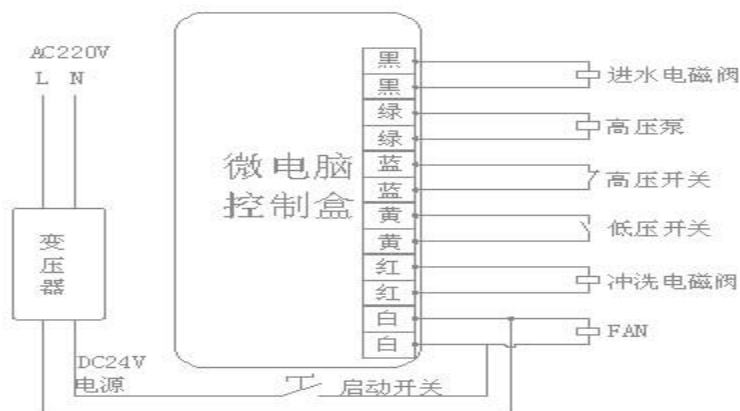 AC220V
L N
变压器
DC24V
电源
微电脑
控制盒
黑
黑
绿
绿
蓝
蓝
黄
黄
红
红
白
白
进水电磁阀
高压泵
高压开关
低压开关
冲洗电磁阀
FAN
启动开关